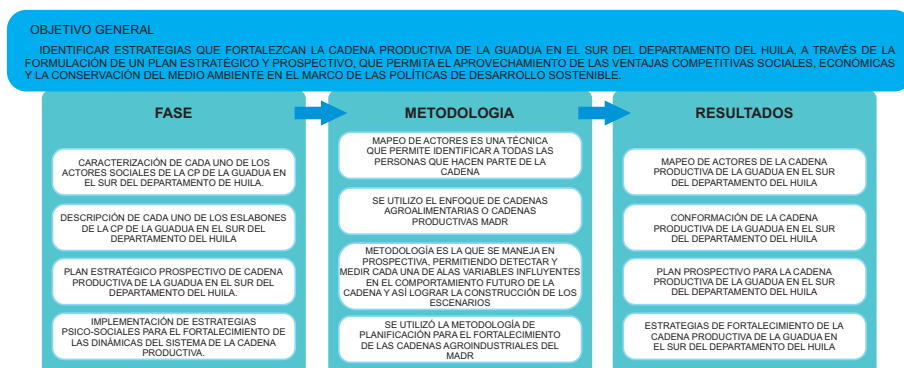 OBJETIVO GENERAL
IDENTIFICAR ESTRATEGIAS QUE FORTALEZCAN LA CADENA PRODUCTIVA DE LA GUADUA EN EL SUR DEL DEPARTAMENTO DEL HUILA, A TRAVÉS DE LA
FORMULACIÓN DE UN PLAN ESTRATÉGICO Y PROSPECTIVO, QUE PERMITA EL APROVECHAMIENTO DE LAS VENTAJAS COMPETITIVAS SOCIALES, ECONÓMICAS
Y LA CONSERVACIÓN DEL MEDIO AMBIENTE EN EL MARCO DE LAS POLÍTICAS DE DESARROLLO SOSTENIBLE.
FASE
CARACTERIZACIÓN DE CADA UNO DE LOS
ACTORES SOCIALES DE LA CP DE LA GUADUA EN
EL SUR DEL DEPARTAMENTO DE HUILA.
DESCRIPCIÓN DE CADA UNO DE LOS ESLABONES
DE LA CP DE LA GUADUA EN EL SUR DEL
DEPARTAMENTO DEL HUILA
PLAN ESTRATÉGICO PROSPECTIVO DE CADENA
PRODUCTIVA DE LA GUADUA EN EL SUR DEL
DEPARTAMENTO DEL HUILA.
IMPLEMENTACIÓN DE ESTRATEGIAS
PSICO-SOCIALES PARA EL FORTALECIMIENTO DE
LAS DINÁMICAS DEL SISTEMA DE LA CADENA
PRODUCTIVA.
METODOLOGIA
MAPEO DE ACTORES ES UNA TÉCNICA
QUE PERMITE IDENTIFICAR A TODAS LAS
PERSONAS QUE HACEN PARTE DE LA
CADENA
SE UTILIZO EL ENFOQUE DE CADENAS
AGROALIMENTARIAS O CADENAS
PRODUCTIVAS MADR
METODOLOGÍA ES LA QUE SE MANEJA EN
PROSPECTIVA, PERMITIENDO DETECTAR Y
MEDIR CADA UNA DE ALAS VARIABLES INFLUYENTES
EN EL COMPORTAMIENTO FUTURO DE LA
CADENA Y ASÍ LOGRAR LA CONSTRUCCIÓN DE LOS
ESCENARIOS
SE UTILIZÓ LA METODOLOGÍA DE
PLANIFICACIÓN PARA EL FORTALECIMIENTO
DE LAS CADENAS AGROINDUSTRIALES DEL
MADR
RESULTADOS
MAPEO DE ACTORES DE LA CADENA
PRODUCTIVA DE LA GUADUA EN EL SUR
DEL DEPARTAMENTO DEL HUILA
CONFORMACIÓN DE LA CADENA
PRODUCTIVA DE LA GUADUA EN EL SUR
DEL DEPARTAMENTO DEL HUILA
PLAN PROSPECTIVO PARA LA CADENA
PRODUCTIVA DE LA GUADUA EN EL SUR
DEL DEPARTAMENTO DEL HUILA
ESTRATEGIAS DE FORTALECIMIENTO DE LA
CADENA PRODUCTIVA DE LA GUADUA EN
EL SUR DEL DEPARTAMENTO DEL HUILA